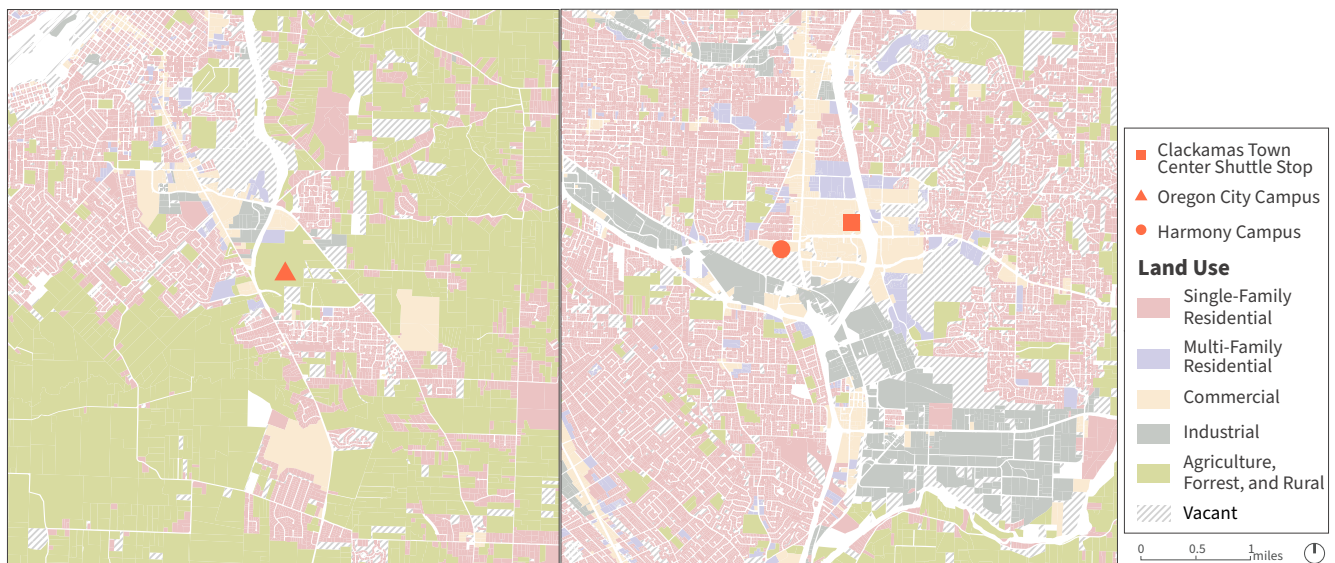 Clackamas Town
Center Shuttle Stop
Oregon City Campus
Harmony Campus
Land Use
Single-Family
Residential
Multi-Family
Residential
Commercial
Industrial
Agriculture,
Forrest, and Rural
Vacant
0 0.5 1 miles